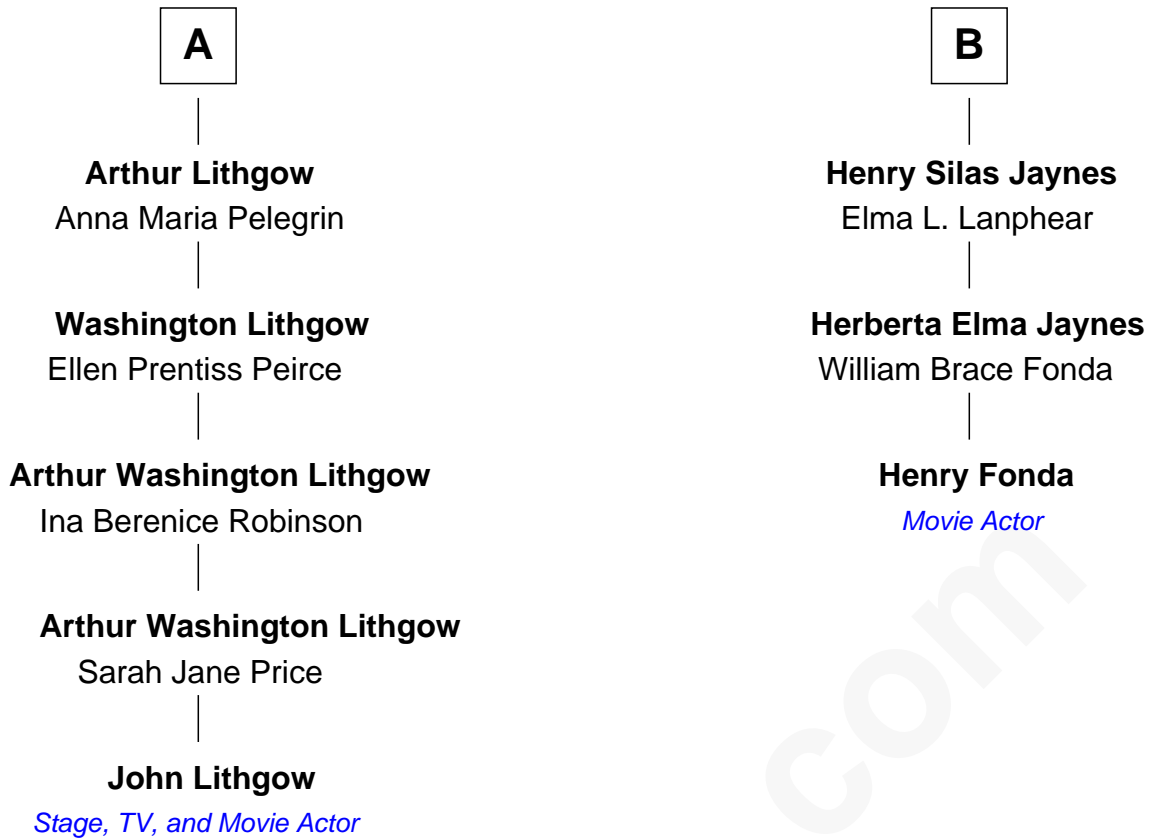 A
Arthur Lithgow
Anna Maria Pelegrin
Washington Lithgow
Ellen Prentiss Peirce
Arthur Washington Lithgow
Ina Berenice Robinson
Arthur Washington Lithgow
Sarah Jane Price
John Lithgow
Stage, TV, and Movie Actor
B
Henry Silas Jaynes
Elma L. Lanphear
Herberta Elma Jaynes
William Brace Fonda
Henry Fonda
Movie Actor
com